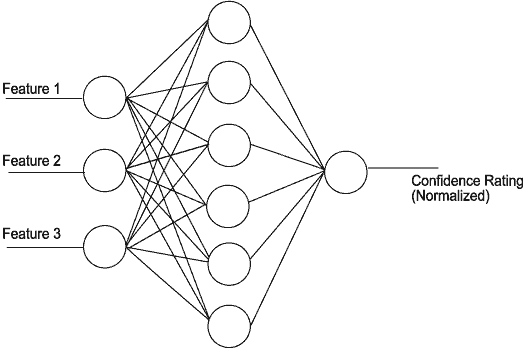 Feature 1
Feature 2
Feature 3
Confidence Rating
(Normalized)